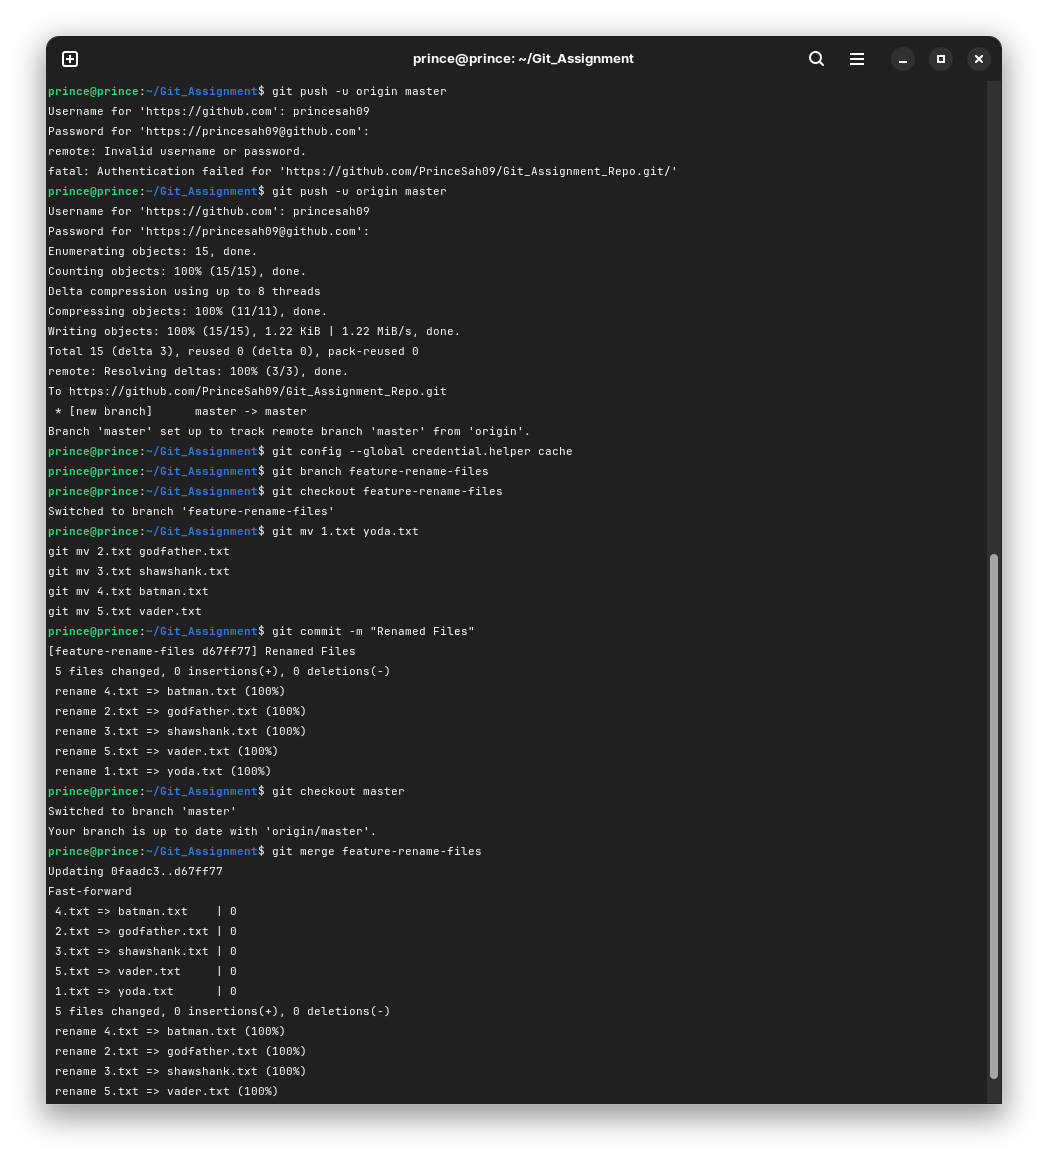 prince@prince: ~/Git_Assignment
prince@prince:~/Git_Assignment$ git push -u origin master
Username for 'https://github.com': princesah09
Password for 'https://princesah09@github.com':
remote: Invalid username or password.
fatal: Authentication failed for 'https://github.com/PrinceSah09/Git_Assignment_Repo.git/'
prince@prince:~/Git_Assignment$ git push -u origin master
Username for 'https://github.com': princesah09
Password for 'https://princesah09@github.com':
Enumerating objects: 15, done.
Counting objects: 100% (15/15), done.
Delta compression using up to 8 threads
Compressing objects: 100% (11/11), done.
Writing objects: 100% (15/15), 1.22 KiB | 1.22 MiB/s, done.
Total 15 (delta 3), reused 0 (delta 0), pack-reused 0
remote: Resolving deltas: 100% (3/3), done.
To https://github.com/PrinceSah09/Git_Assignment_Repo.git
 * [new branch]      master -> master
Branch 'master' set up to track remote branch 'master' from 'origin'.
prince@prince:~/Git_Assignment$ git config --global credential.helper cache
prince@prince:~/Git_Assignment$ git branch feature-rename-files
prince@prince:~/Git_Assignment$ git checkout feature-rename-files
Switched to branch 'feature-rename-files'
prince@prince:~/Git_Assignment$ git mv 1.txt yoda.txt
git mv 2.txt godfather.txt
git mv 3.txt shawshank.txt
git mv 4.txt batman.txt
git mv 5.txt vader.txt
prince@prince:~/Git_Assignment$ git commit -m "Renamed Files"
[feature-rename-files d67ff77] Renamed Files
 5 files changed, 0 insertions(+), 0 deletions(-)
 rename 4.txt => batman.txt (100%)
 rename 2.txt => godfather.txt (100%)
 rename 3.txt => shawshank.txt (100%)
 rename 5.txt => vader.txt (100%)
 rename 1.txt => yoda.txt (100%)
prince@prince:~/Git_Assignment$ git checkout master
Switched to branch 'master'
Your branch is up to date with 'origin/master'.
prince@prince:~/Git_Assignment$ git merge feature-rename-files
Updating 0faadc3..d67ff77
Fast-forward
 4.txt => batman.txt    | 0
 2.txt => godfather.txt | 0
 3.txt => shawshank.txt | 0
 5.txt => vader.txt     | 0
 1.txt => yoda.txt      | 0
 5 files changed, 0 insertions(+), 0 deletions(-)
 rename 4.txt => batman.txt (100%)
 rename 2.txt => godfather.txt (100%)
 rename 3.txt => shawshank.txt (100%)
 rename 5.txt => vader.txt (100%)